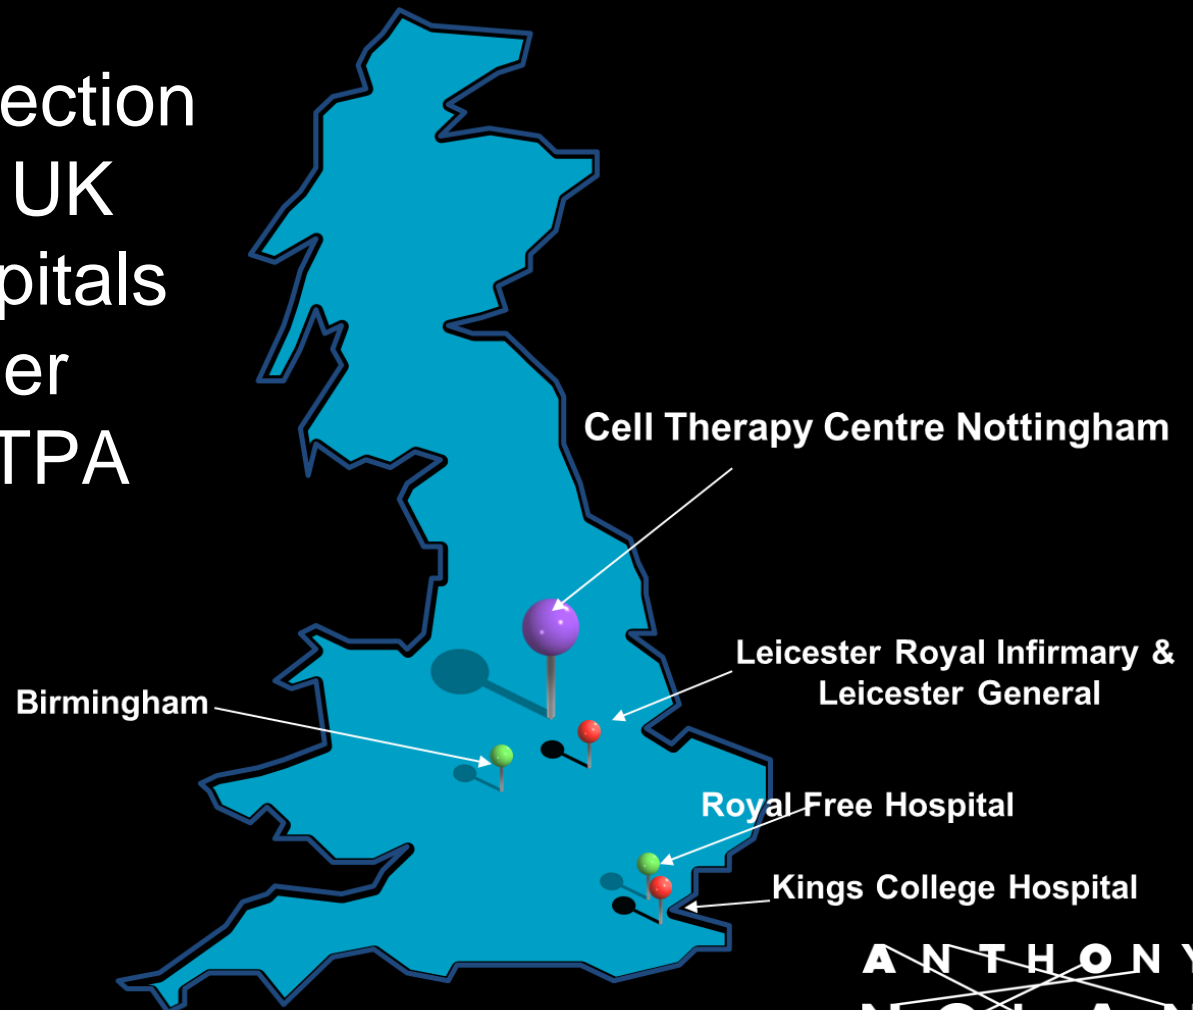 ection
UK
pitals
er
TPA
Cell Therapy Centre Nottingham
Leicester Royal Infirmary &
Leicester General
Birmingham
Royal Free Hospital
Kings College Hospital
ANTHONY
NOLAN